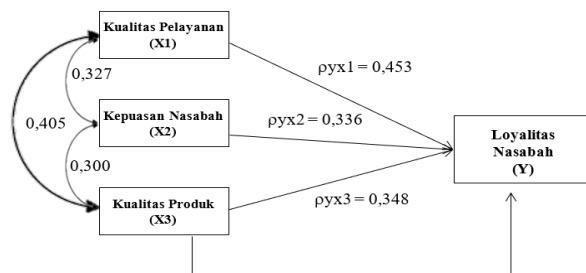 Kualitas Pelayanan
(X1)
ρyx1 = 0,453
0,327
Kepuasan Nasabah
(X2)
ρyx2 = 0,336
0,405
Loyalitas
Nasabah
(Y)
0,300
Kualitas Produk
(X3)
ρyx3 = 0,348